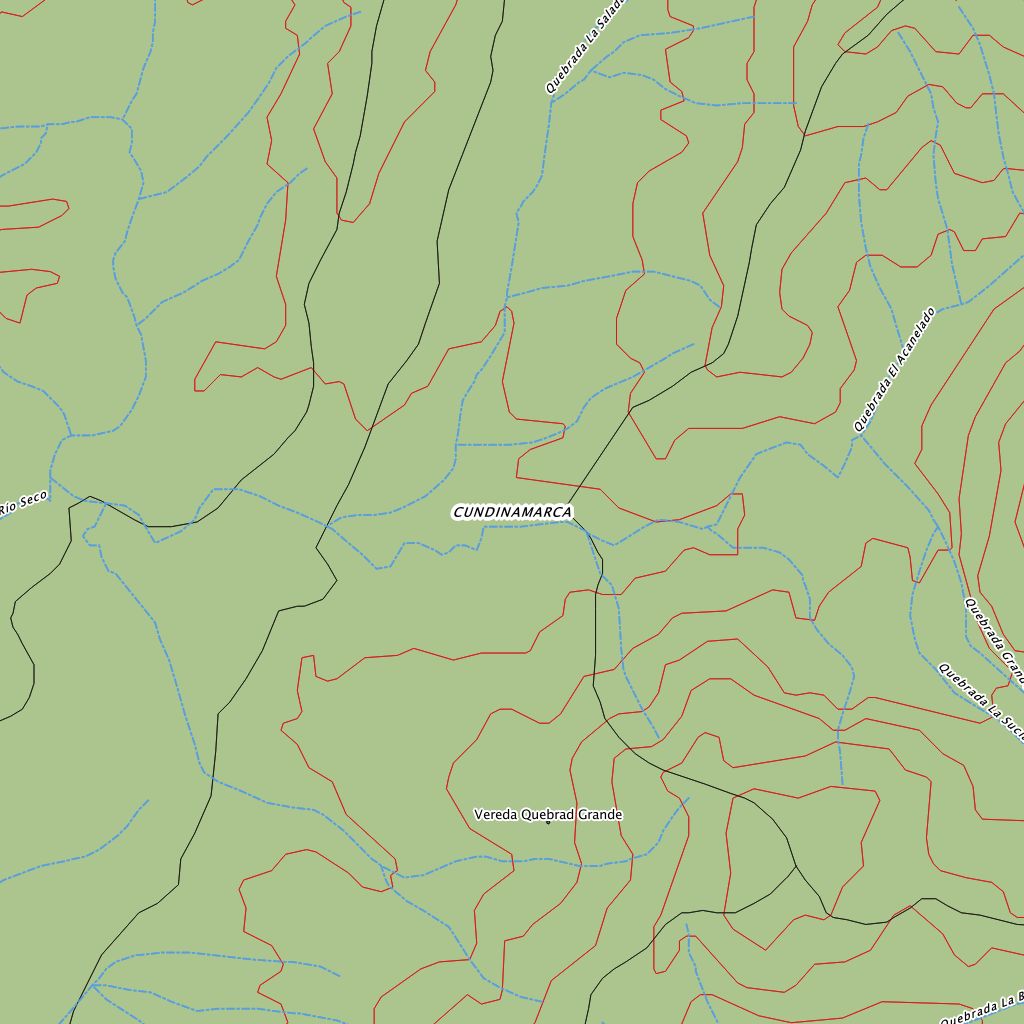 Quebrada La Salada
Quebrada El Acanelado
Río Seco
CUNDINAMARCA
Quebrada Grand
Quebrada La Sucia
Vereda Quebrad Grande
Quebrada La B